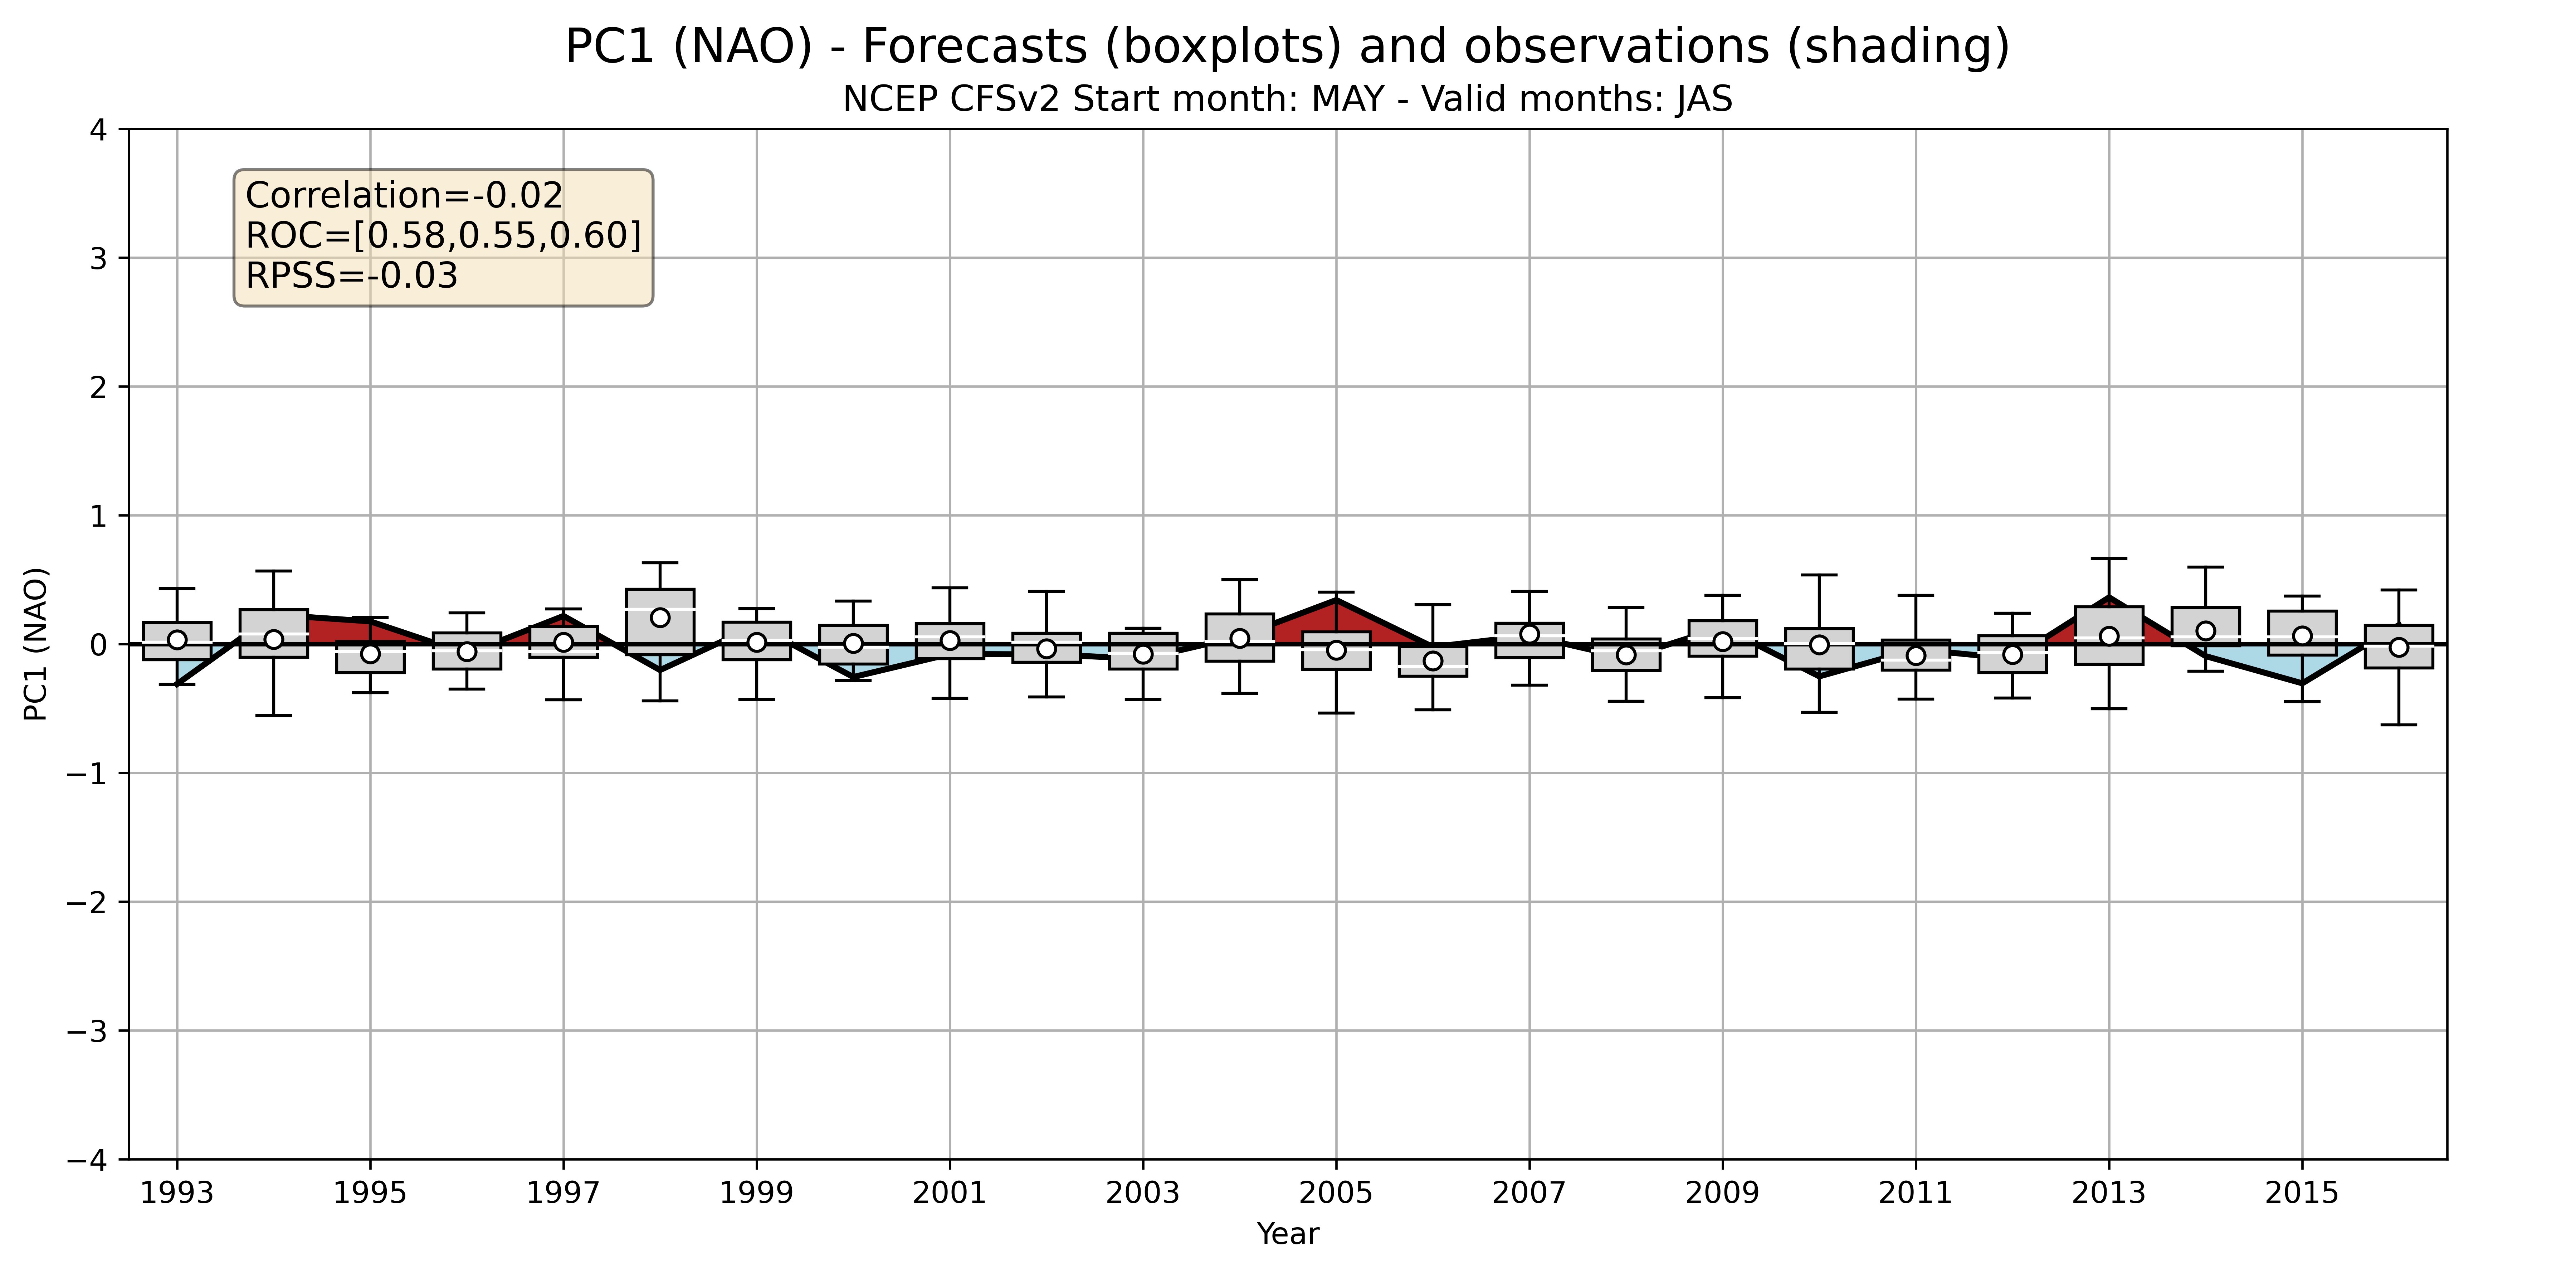 PC1 (NAO) - Forecasts (boxplots) and observations (shading)
NCEP CFSv2 Start month: MAY - Valid months: JAS
Correlation=-0.02
ROC=[0.58,0.55,0.60]
RPSS=-0.03
PC1 (NAO)
4
3
2
1
0
−1
−2
−3
−4
1993 1995 1997 1999 2001 2003 2005 2007 2009 2011 2013 2015
Year